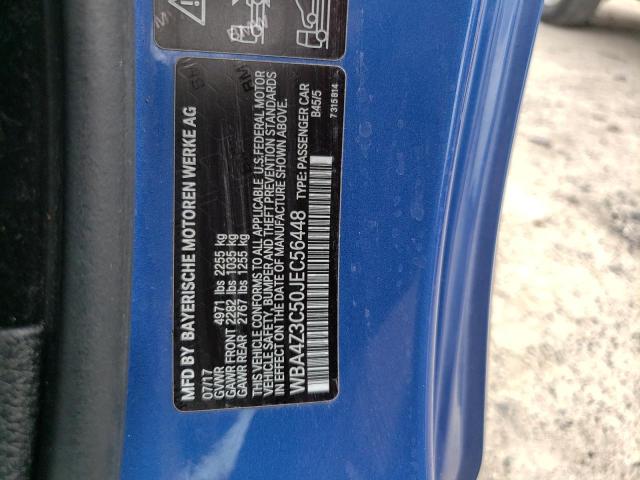 MFD BY BAYERISCHE MOTOREN WERKE AG
07/17
GVWR 4971 lbs 2255 kg
GAWR FRONT 2282 lbs 1035 kg
GAWR REAR 2767 lbs 1255 kg
THIS VEHICLE CONFORMS TO ALL APPLICABLE U.S.FEDERAL MOTOR
VEHICLE SAFETY, BUMPER AND THEFTPREVENTION STANDARDS
IN EFFECT ON THE DATE OF MANUFACTURE SHOWN ABOVE.
WBA4Z3C50JEC56448 TYPE: PASSENGER CAR
B45/5
7 315 814